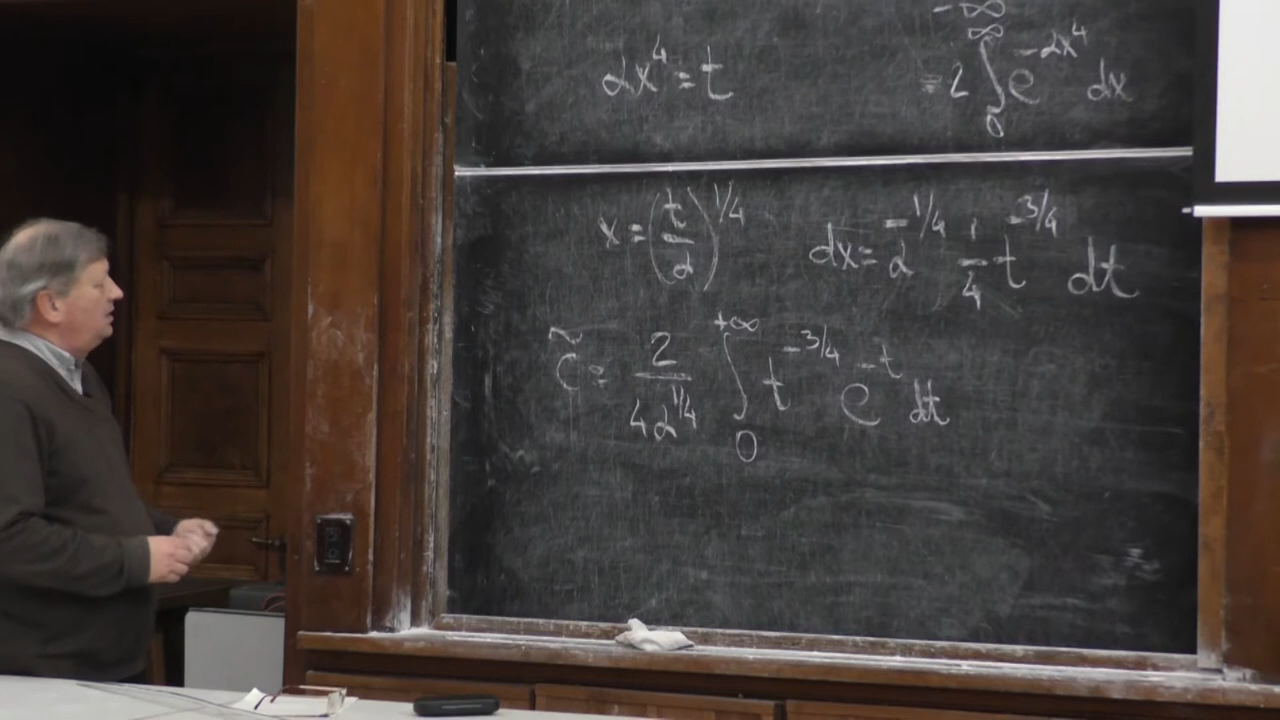 -∞
αx⁴ = t = 2 ∫₀^∞ e^{-αx⁴} dx
x = (t/α)^{1/4} dx = α^{-1/4} 1/4 t^{-3/4} dt
C̃ = 2/(4α^{1/4}) ∫₀^{+∞} t^{-3/4} e^{-t} dt